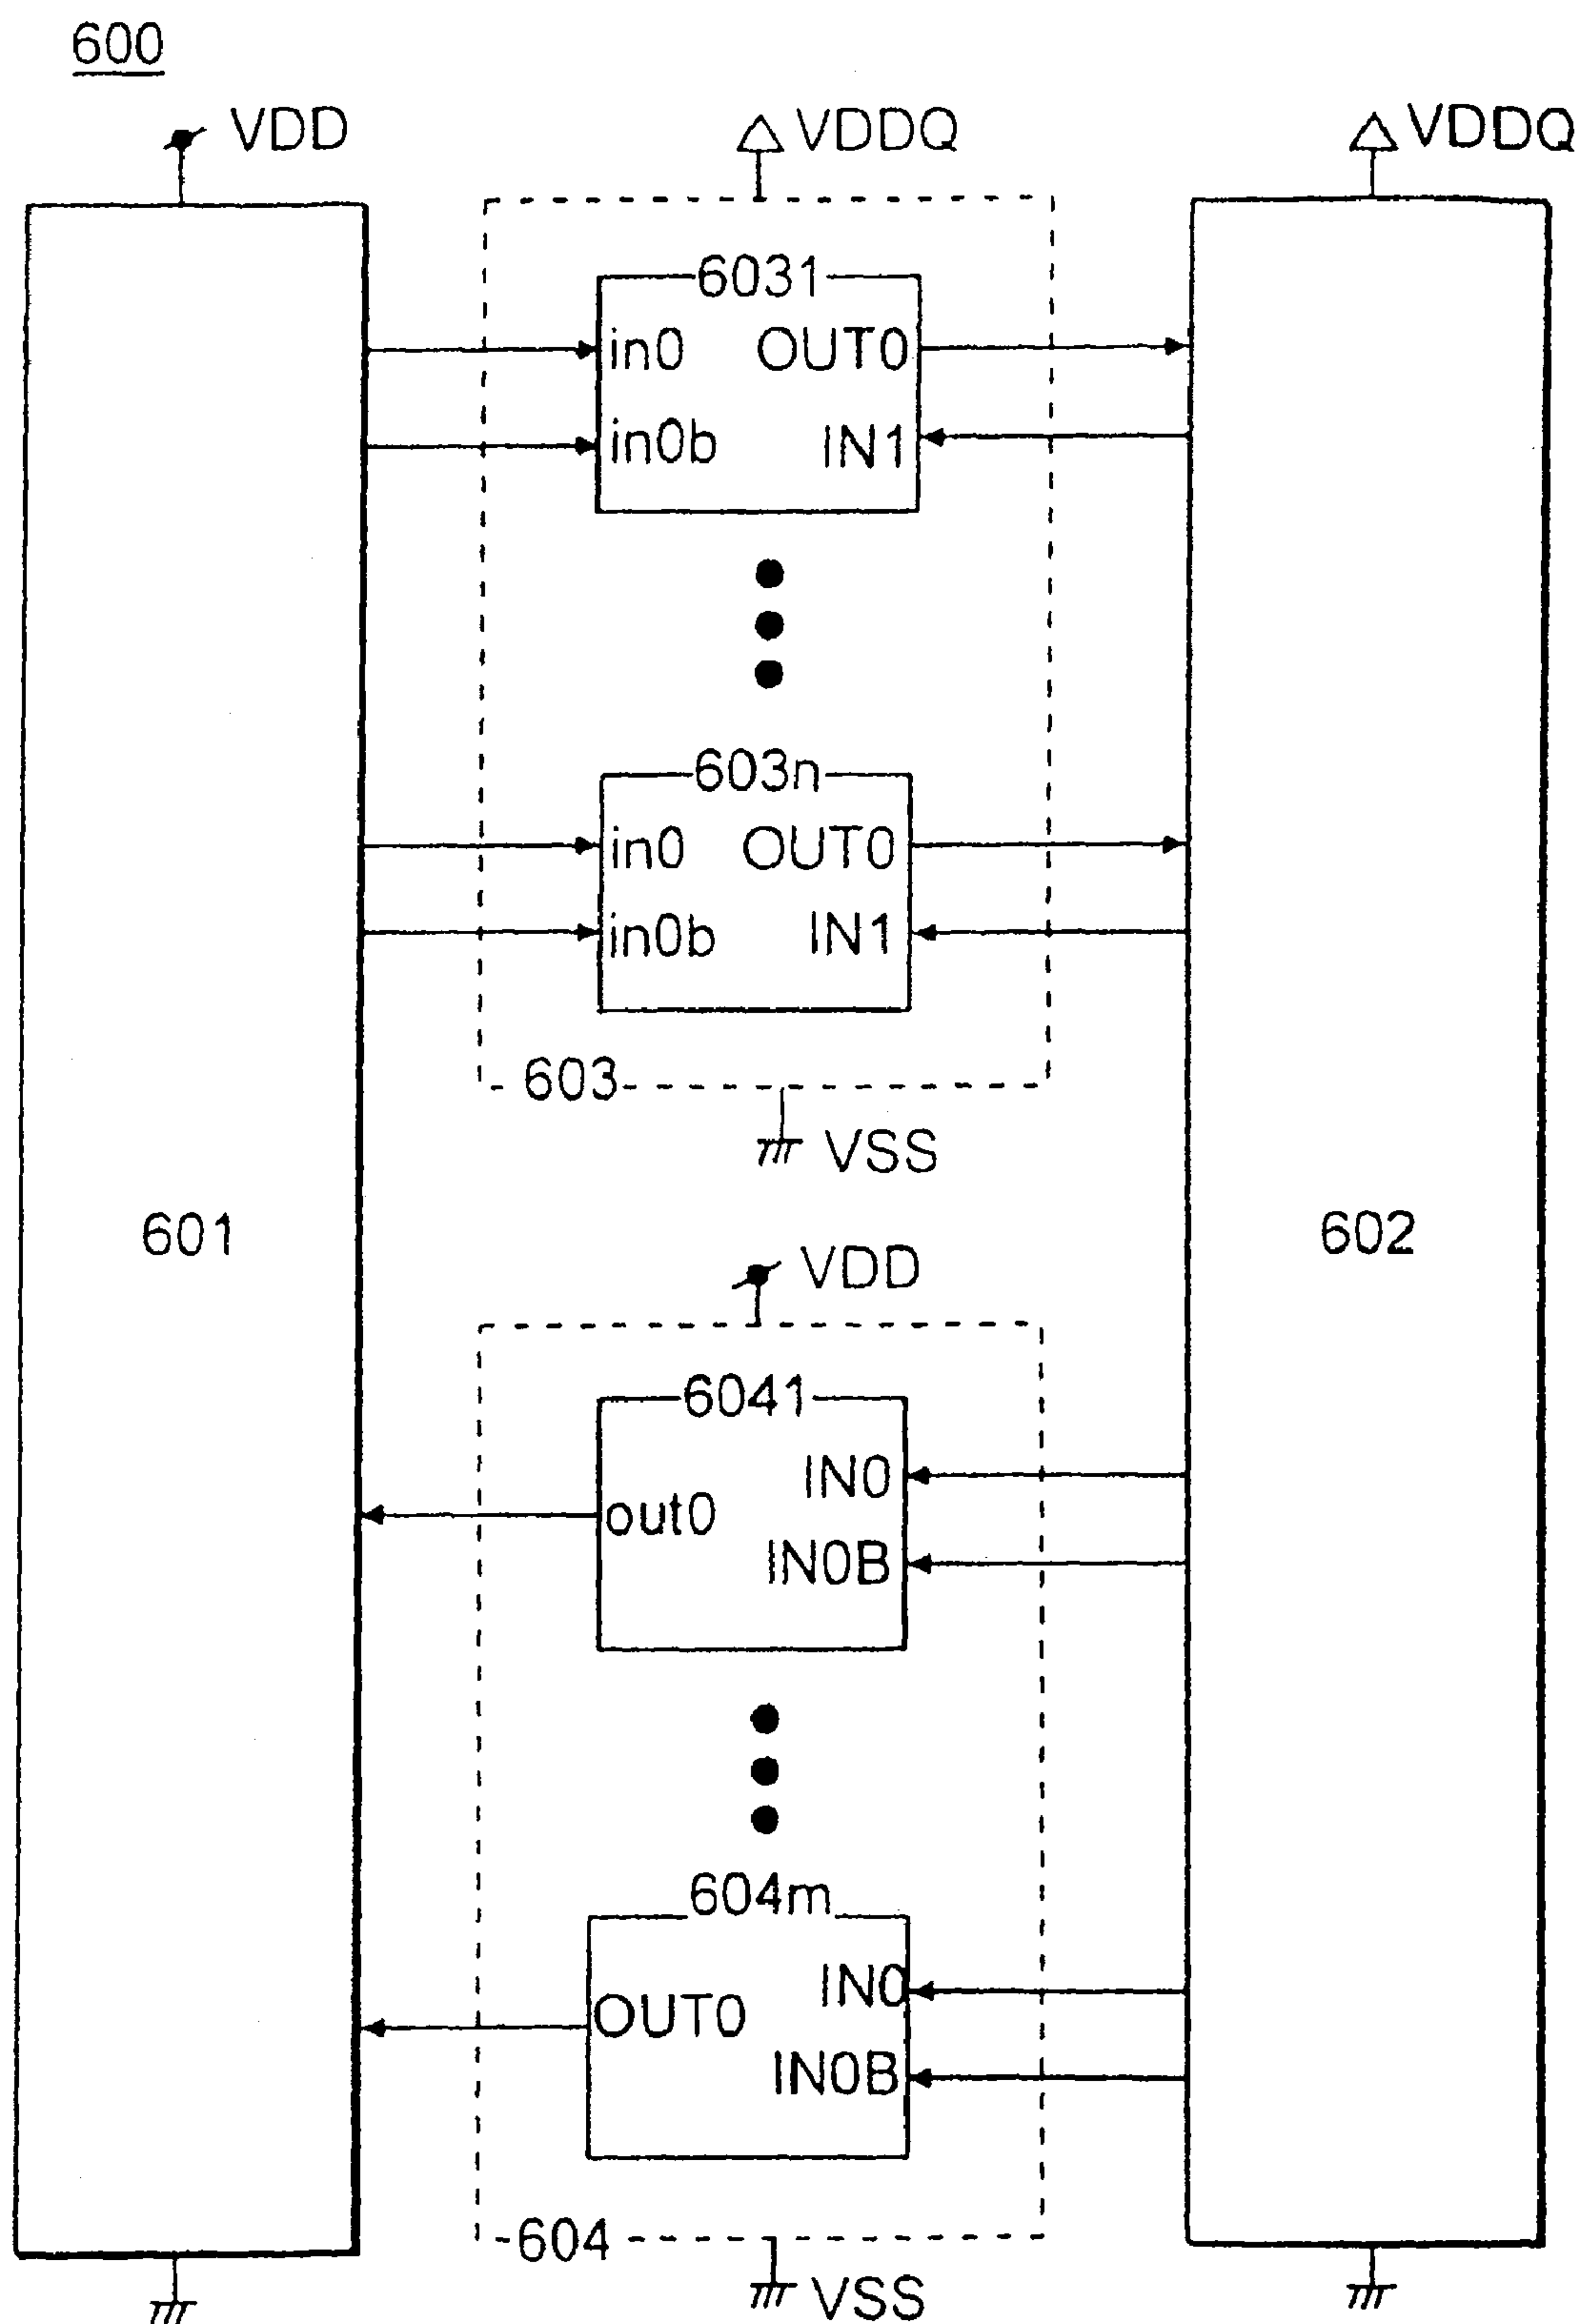 600
VDD
VDDQ
VDDQ
6031
in0 OUT0
in0b IN1
603n
in0 OUT0
in0b IN1
603
VSS
601
602
VDD
6041
IN0
out0
IN0B
604m
IN0
OUT0
IN0B
604
VSS